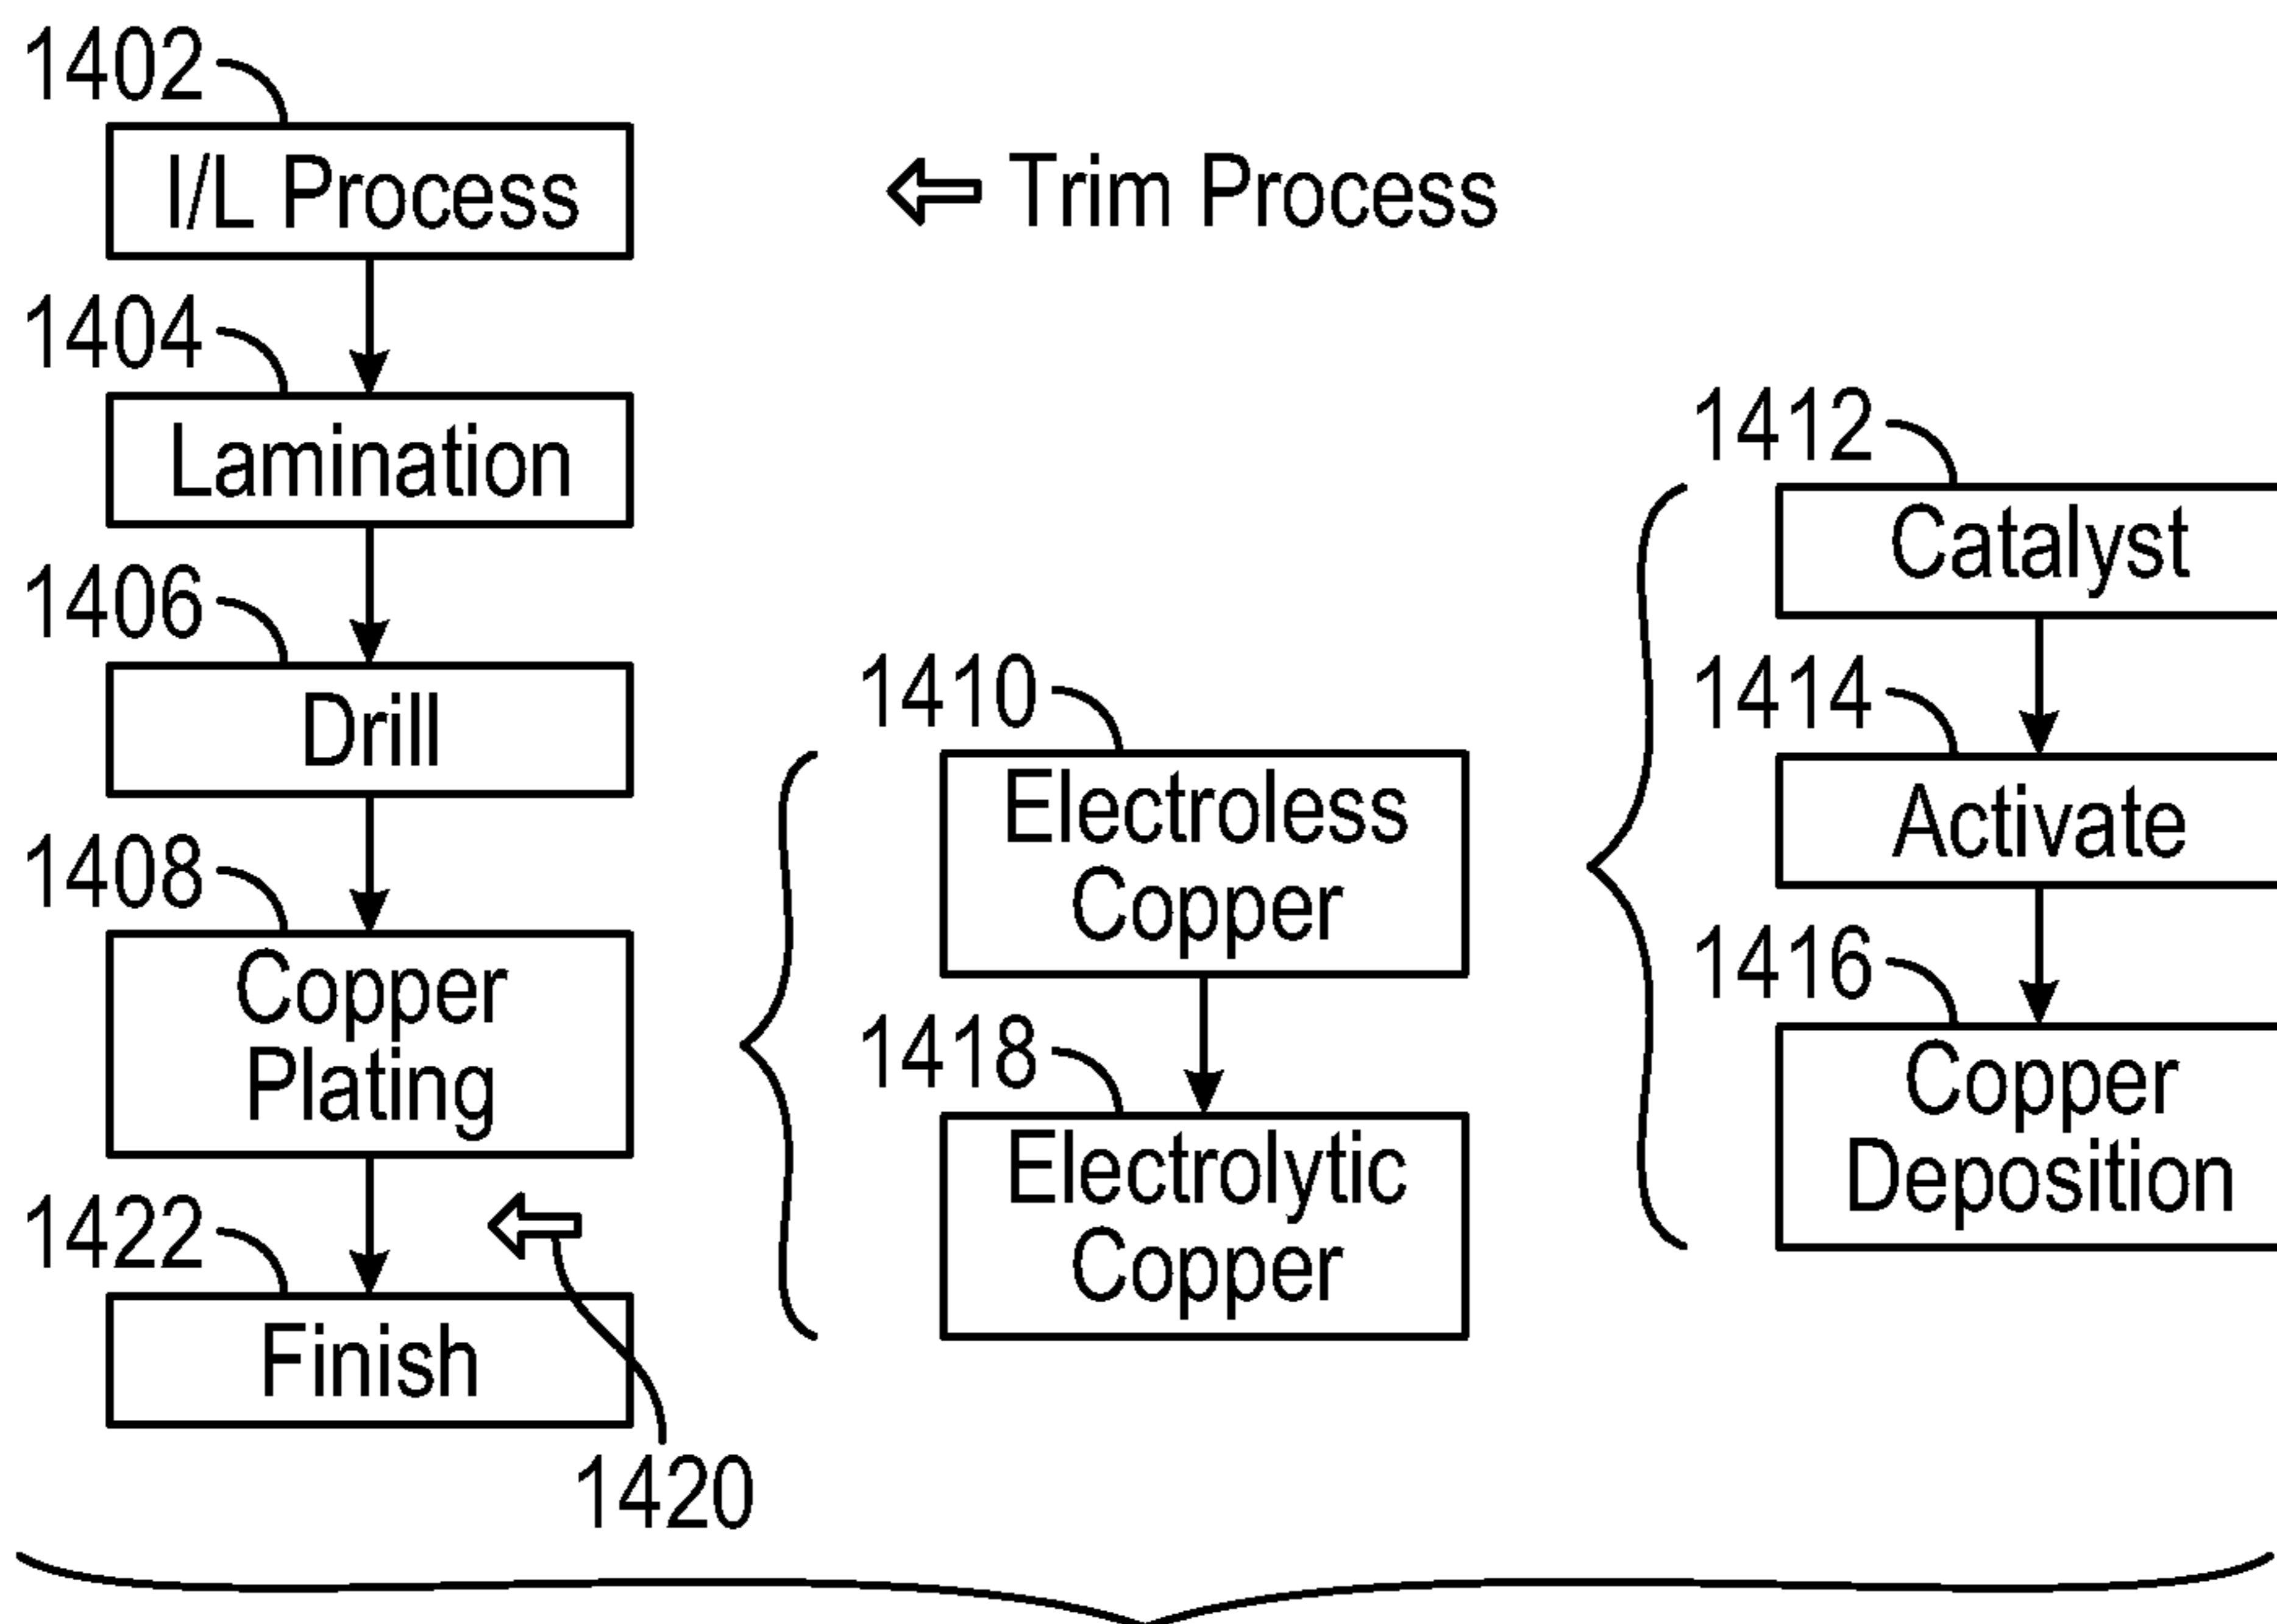 1402
I/L Process
Trim Process
1404
Lamination
1406
Drill
1408
Copper
Plating
1422
Finish
1420
1410
Electroless
Copper
1418
Electrolytic
Copper
1412
Catalyst
1414
Activate
1416
Copper
Deposition